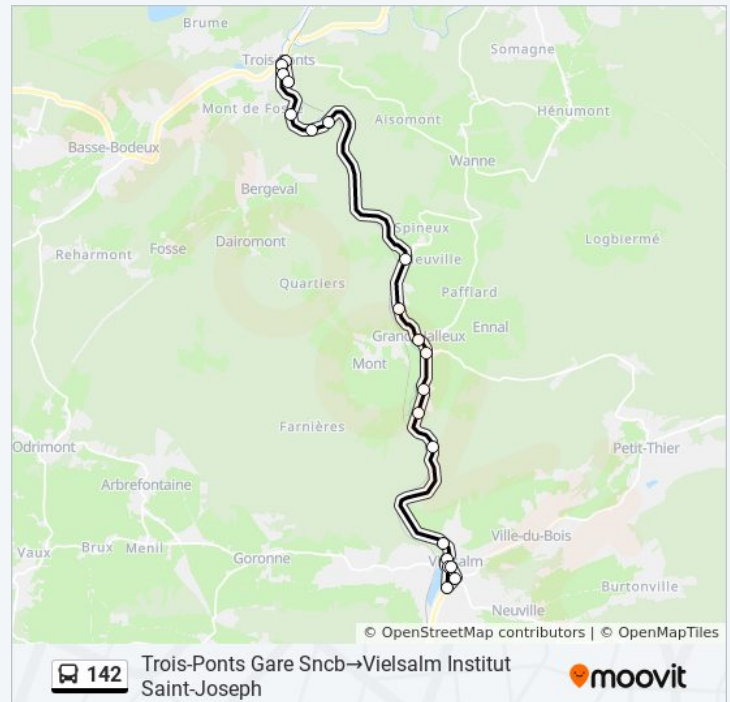 Brume
Somagne
Trois-Ponts
Hénumont
Mont de Fosse
Aisomont
Basse-Bodeux
Wanne
Bergeval
Spineux
Logbiermé
Dairomont
Fosse
Reharmont
Neuville
Quartiers
Pafflard
Ennal
Grand-Halleux
Mont
Farnières
Odrimont
Petit-Thier
Arbrefontaine
Ville-du-Bois
Vaux
Brux
Menil
Goronne
Vielsalm
Burtonville
Neuville
© OpenStreetMap contributors | © OpenMapTiles
142
Trois-Ponts Gare Sncb→Vielsalm Institut
Saint-Joseph
moovit